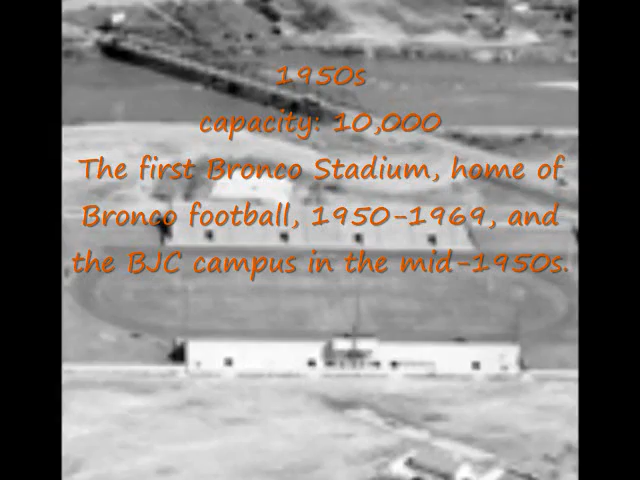 1950s
capacity: 10,000
The first Bronco Stadium, home of
Bronco football, 1950-1969, and
the BJC campus in the mid-1950s.